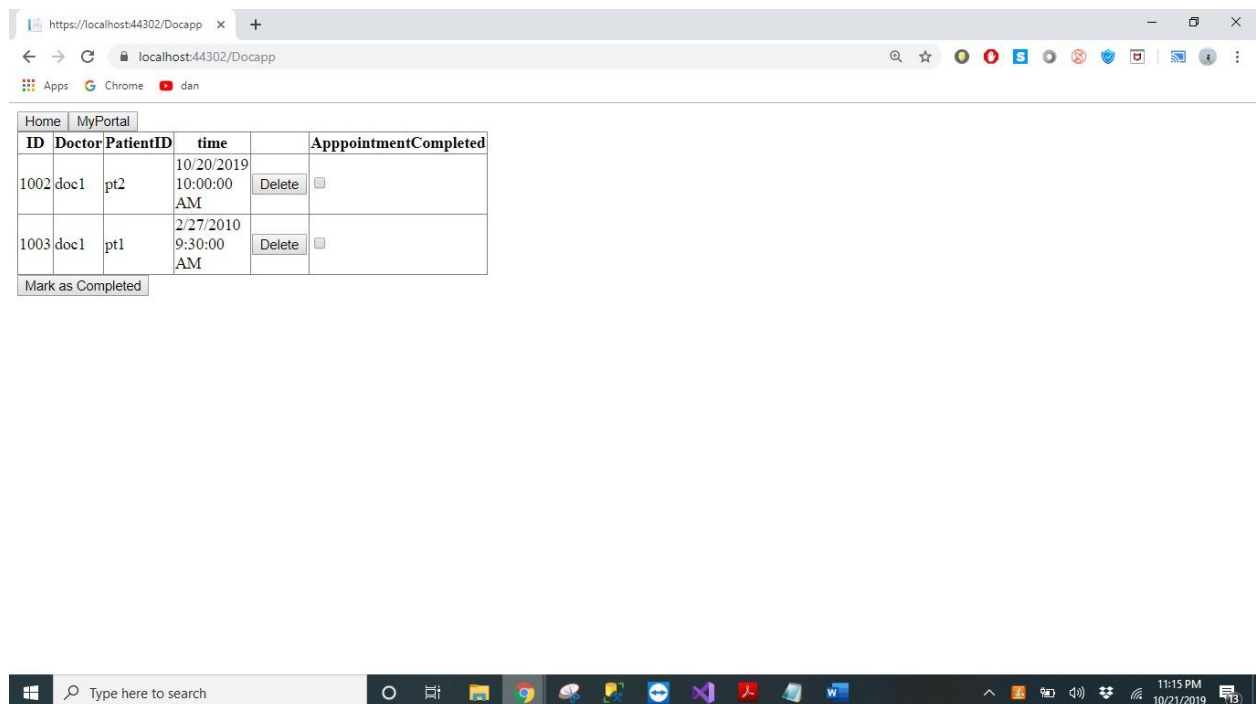 https://localhost:44302/Docapp
localhost:44302/Docapp
Apps Chrome dan
Home MyPortal
ID Doctor PatientID time ApppointmentCompleted
1002 doc1 pt2 10/20/2019 10:00:00 AM Delete
1003 doc1 pt1 2/27/2010 9:30:00 AM Delete
Mark as Completed
Type here to search
11:15 PM
10/21/2019
13